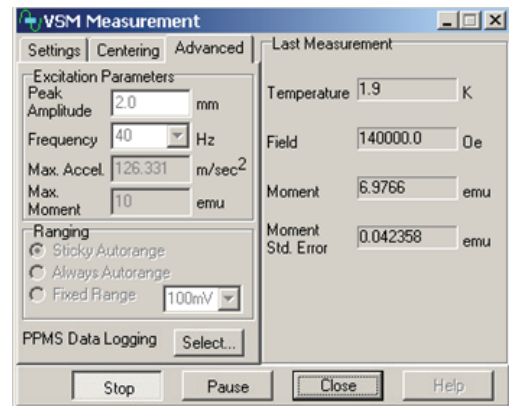 VSM Measurement
Settings Centering Advanced
Excitation Parameters
Peak
Amplitude 2.0 mm
Frequency 40 Hz
Max. Accel. 126.331 m/sec2
Max.
Moment 10 emu
Ranging
Sticky Autorange
Always Autorange
Fixed Range 100mV
PPMS Data Logging Select...
Last Measurement
Temperature 1.9 K
Field 140000.0 Oe
Moment 6.9766 emu
Moment
Std. Error 0.042358 emu
Stop Pause Close Help